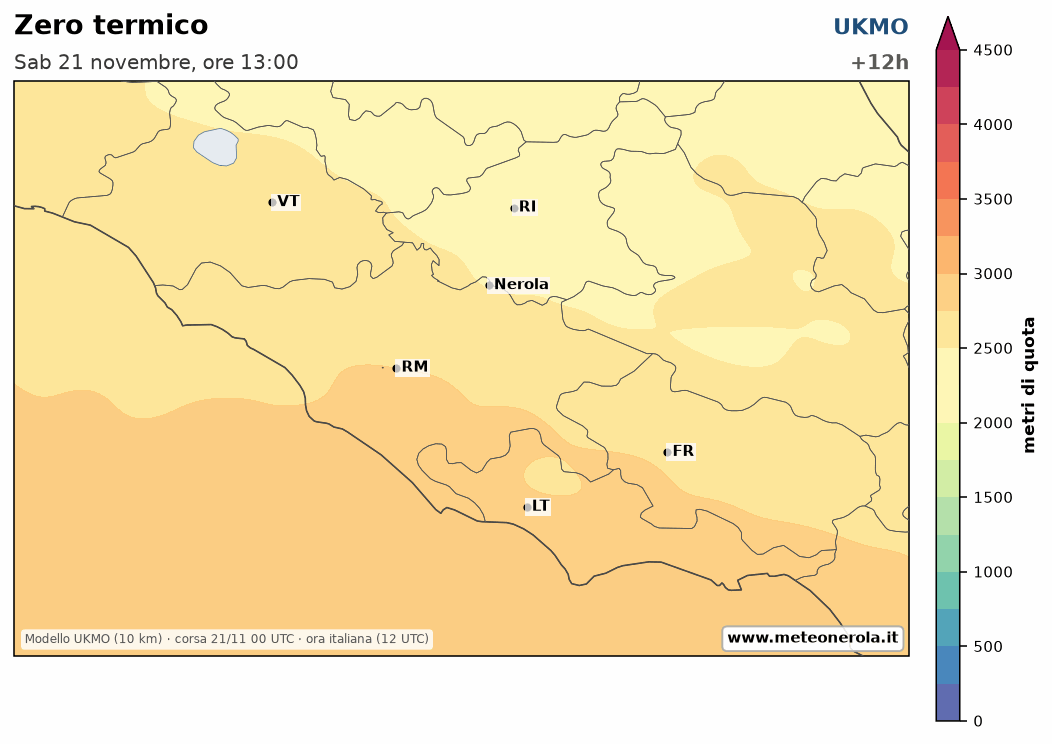 Zero termico
UKMO
Sab 21 novembre, ore 13:00
+12h
4500
4000
3500
3000
2500
2000
1500
1000
500
0
metri di quota
VT
RI
Nerola
RM
FR
LT
Modello UKMO (10 km) · corsa 21/11 00 UTC · ora italiana (12 UTC)
www.meteonerola.it